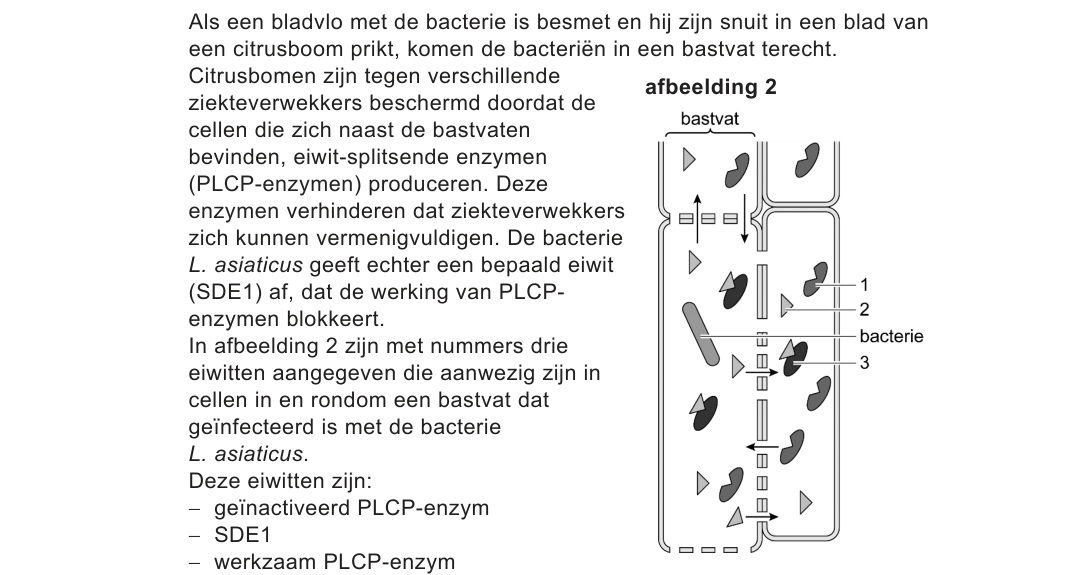 Als een bladvlo met de bacterie is besmet en hij zijn snuit in een blad van
een citrusboom prikt, komen de bacteriën in een bastvat terecht.
Citrusbomen zijn tegen verschillende
ziekteverwekkers beschermd doordat de
cellen die zich naast de bastvaten
bevinden, eiwit-splitsende enzymen
(PLCP-enzymen) produceren. Deze
enzymen verhinderen dat ziekteverwekkers
zich kunnen vermenigvuldigen. De bacterie
L. asiaticus geeft echter een bepaald eiwit
(SDE1) af, dat de werking van PLCP-
enzymen blokkeert.
In afbeelding 2 zijn met nummers drie
eiwitten aangegeven die aanwezig zijn in
cellen in en rondom een bastvat dat
geïnfecteerd is met de bacterie
L. asiaticus.
Deze eiwitten zijn:
– geïnactiveerd PLCP-enzym
– SDE1
– werkzaam PLCP-enzym
afbeelding 2
bastvat
1
2
bacterie
3